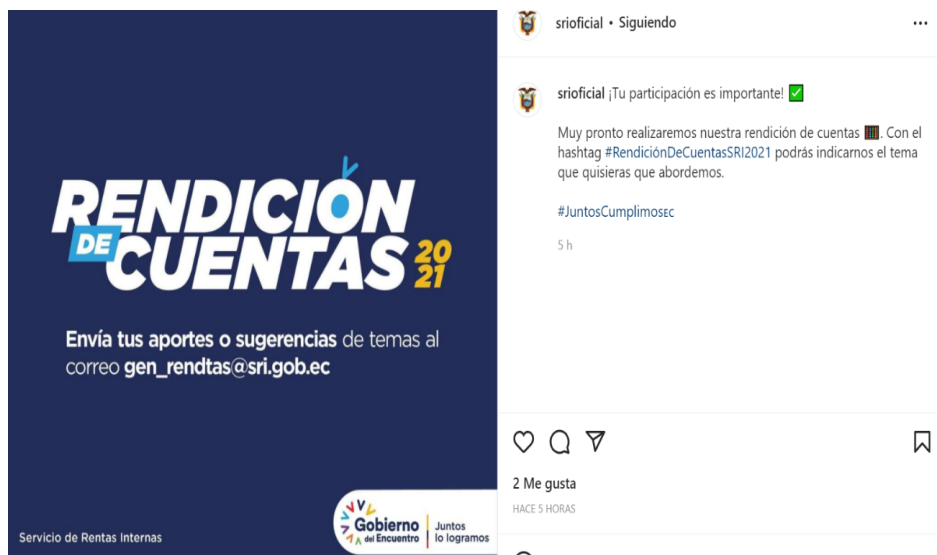 RENDICIÓN
DE CUENTAS 2021
Envía tus aportes o sugerencias de temas al
correo gen_rendtas@sri.gob.ec
Servicio de Rentas Internas
Gobierno
del Encuentro
Juntos
lo logramos
srioficial • Siguiendo
srioficial ¡Tu participación es importante! ✅
Muy pronto realizaremos nuestra rendición de cuentas 🧮. Con el
hashtag #RendiciónDeCuentasSRI2021 podrás indicarnos el tema
que quisieras que abordemos.
#JuntosCumplimosEC
5 h
2 Me gusta
HACE 5 HORAS